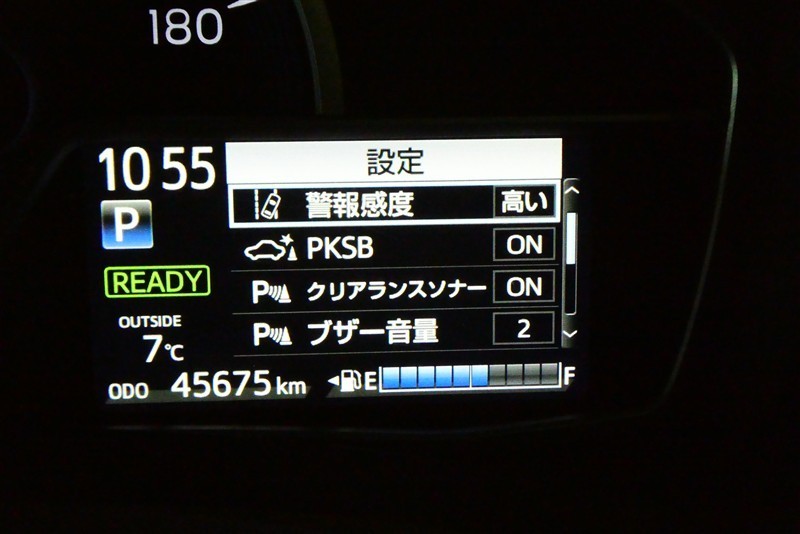 180
10 55
設定
警報感度 高い
P
PKSB ON
READY
P クリアランスソナー ON
OUTSIDE
7℃
P ブザー音量 2
ODO 45675 km
E F